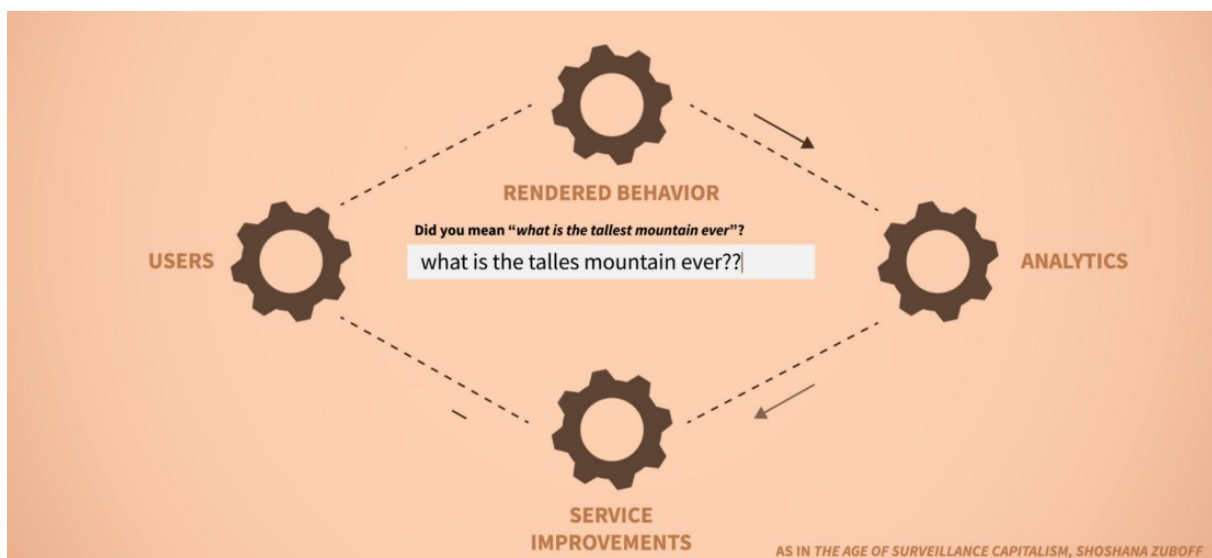 RENDERED BEHAVIOR
Did you mean “what is the tallest mountain ever”?
what is the talles mountain ever??
USERS
ANALYTICS
SERVICE
IMPROVEMENTS
AS IN THE AGE OF SURVEILLANCE CAPITALISM, SHOSHANA ZUBOFF